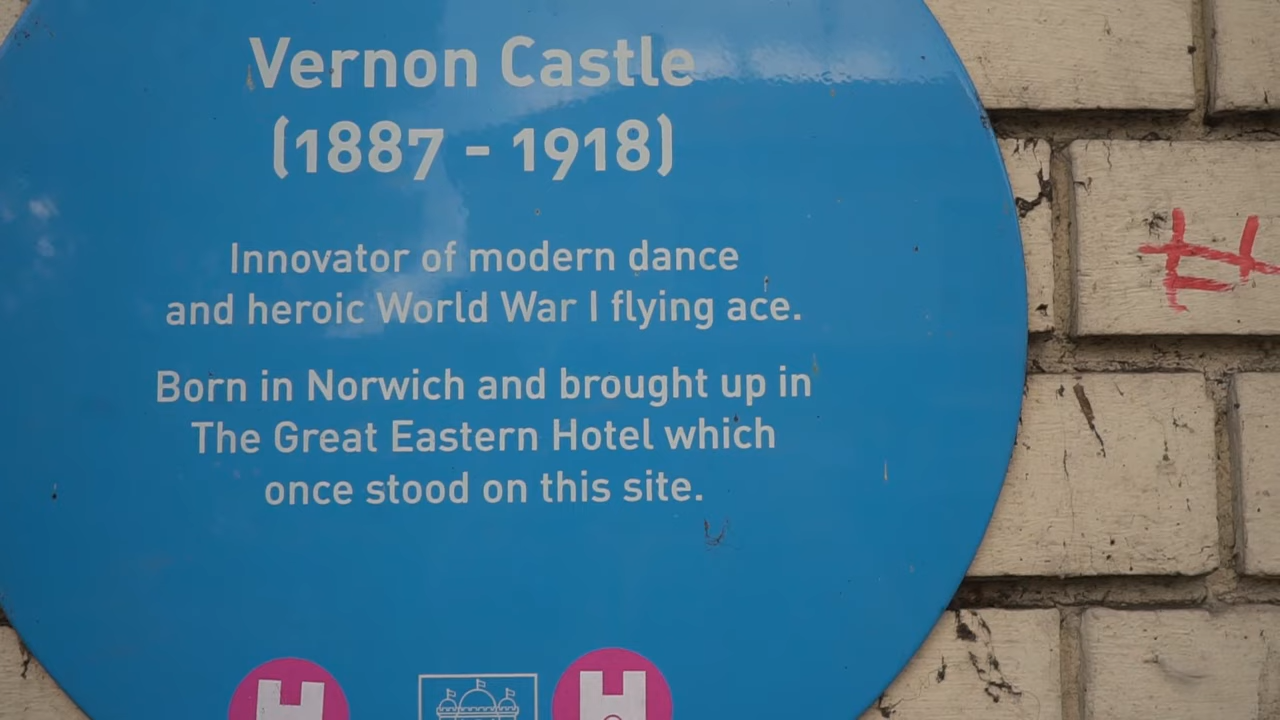 Vernon Castle
(1887 - 1918)
Innovator of modern dance
and heroic World War I flying ace.
Born in Norwich and brought up in
The Great Eastern Hotel which
once stood on this site.